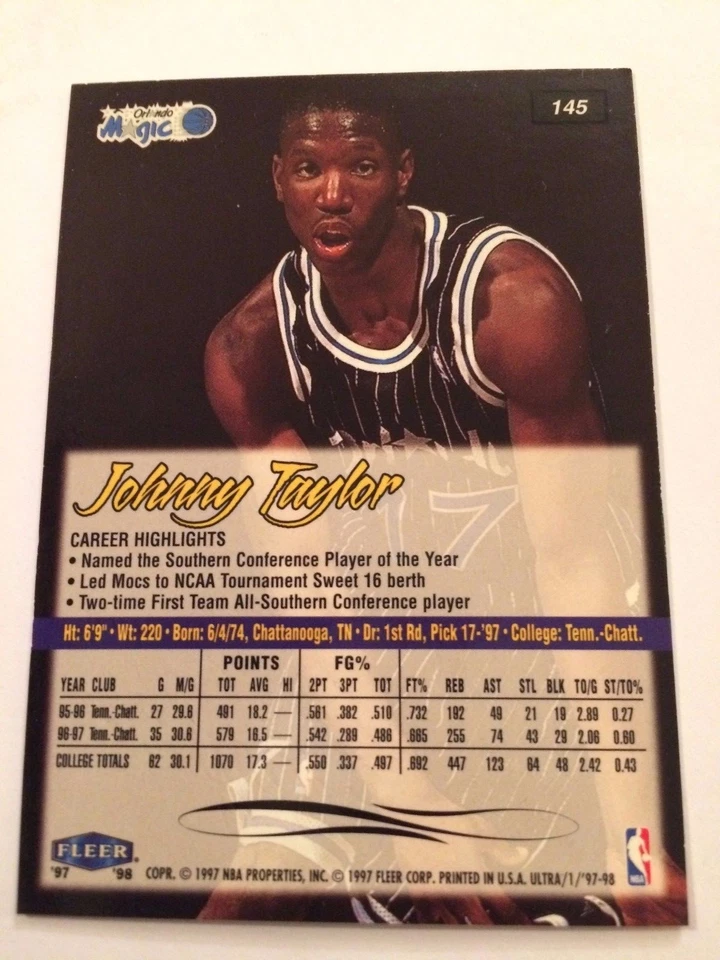 Orlando
Magic
145
Johnny Taylor
17
CAREER HIGHLIGHTS
• Named the Southern Conference Player of the Year
• Led Mocs to NCAA Tournament Sweet 16 berth
• Two-time First Team All-Southern Conference player
Ht: 6'9" • Wt: 220 • Born: 6/4/74, Chattanooga, TN • Dr: 1st Rd, Pick 17-'97 • College: Tenn.-Chatt.
POINTS FG%
YEAR CLUB G M/G TOT AVG HI 2PT 3PT TOT FT% REB AST STL BLK TO/G ST/TO%
95-96 Tenn.-Chatt. 27 29.6 491 18.2 — .561 .382 .510 .732 192 49 21 19 2.89 0.27
96-97 Tenn.-Chatt. 35 30.6 579 16.5 — .542 .289 .486 .665 255 74 43 29 2.06 0.60
COLLEGE TOTALS 62 30.1 1070 17.3 — .550 .337 .497 .692 447 123 64 48 2.42 0.43
FLEER
'97 '98 COPR. © 1997 NBA PROPERTIES, INC. © 1997 FLEER CORP. PRINTED IN U.S.A. ULTRA/1/'97-98
NBA